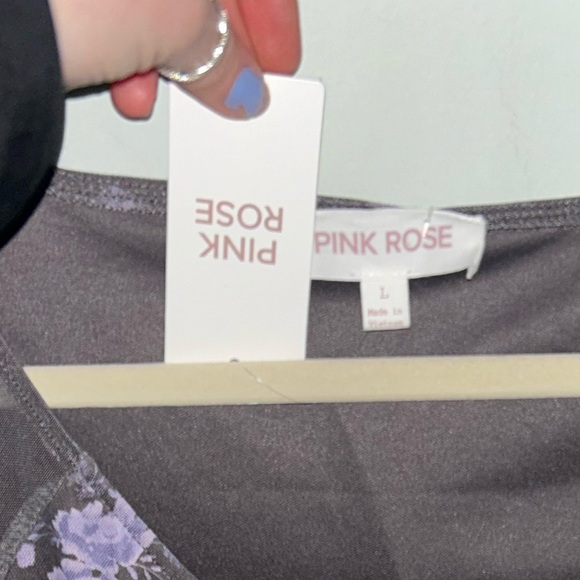 PINK
ROSE
PINK ROSE
L
Made in
Vietnam